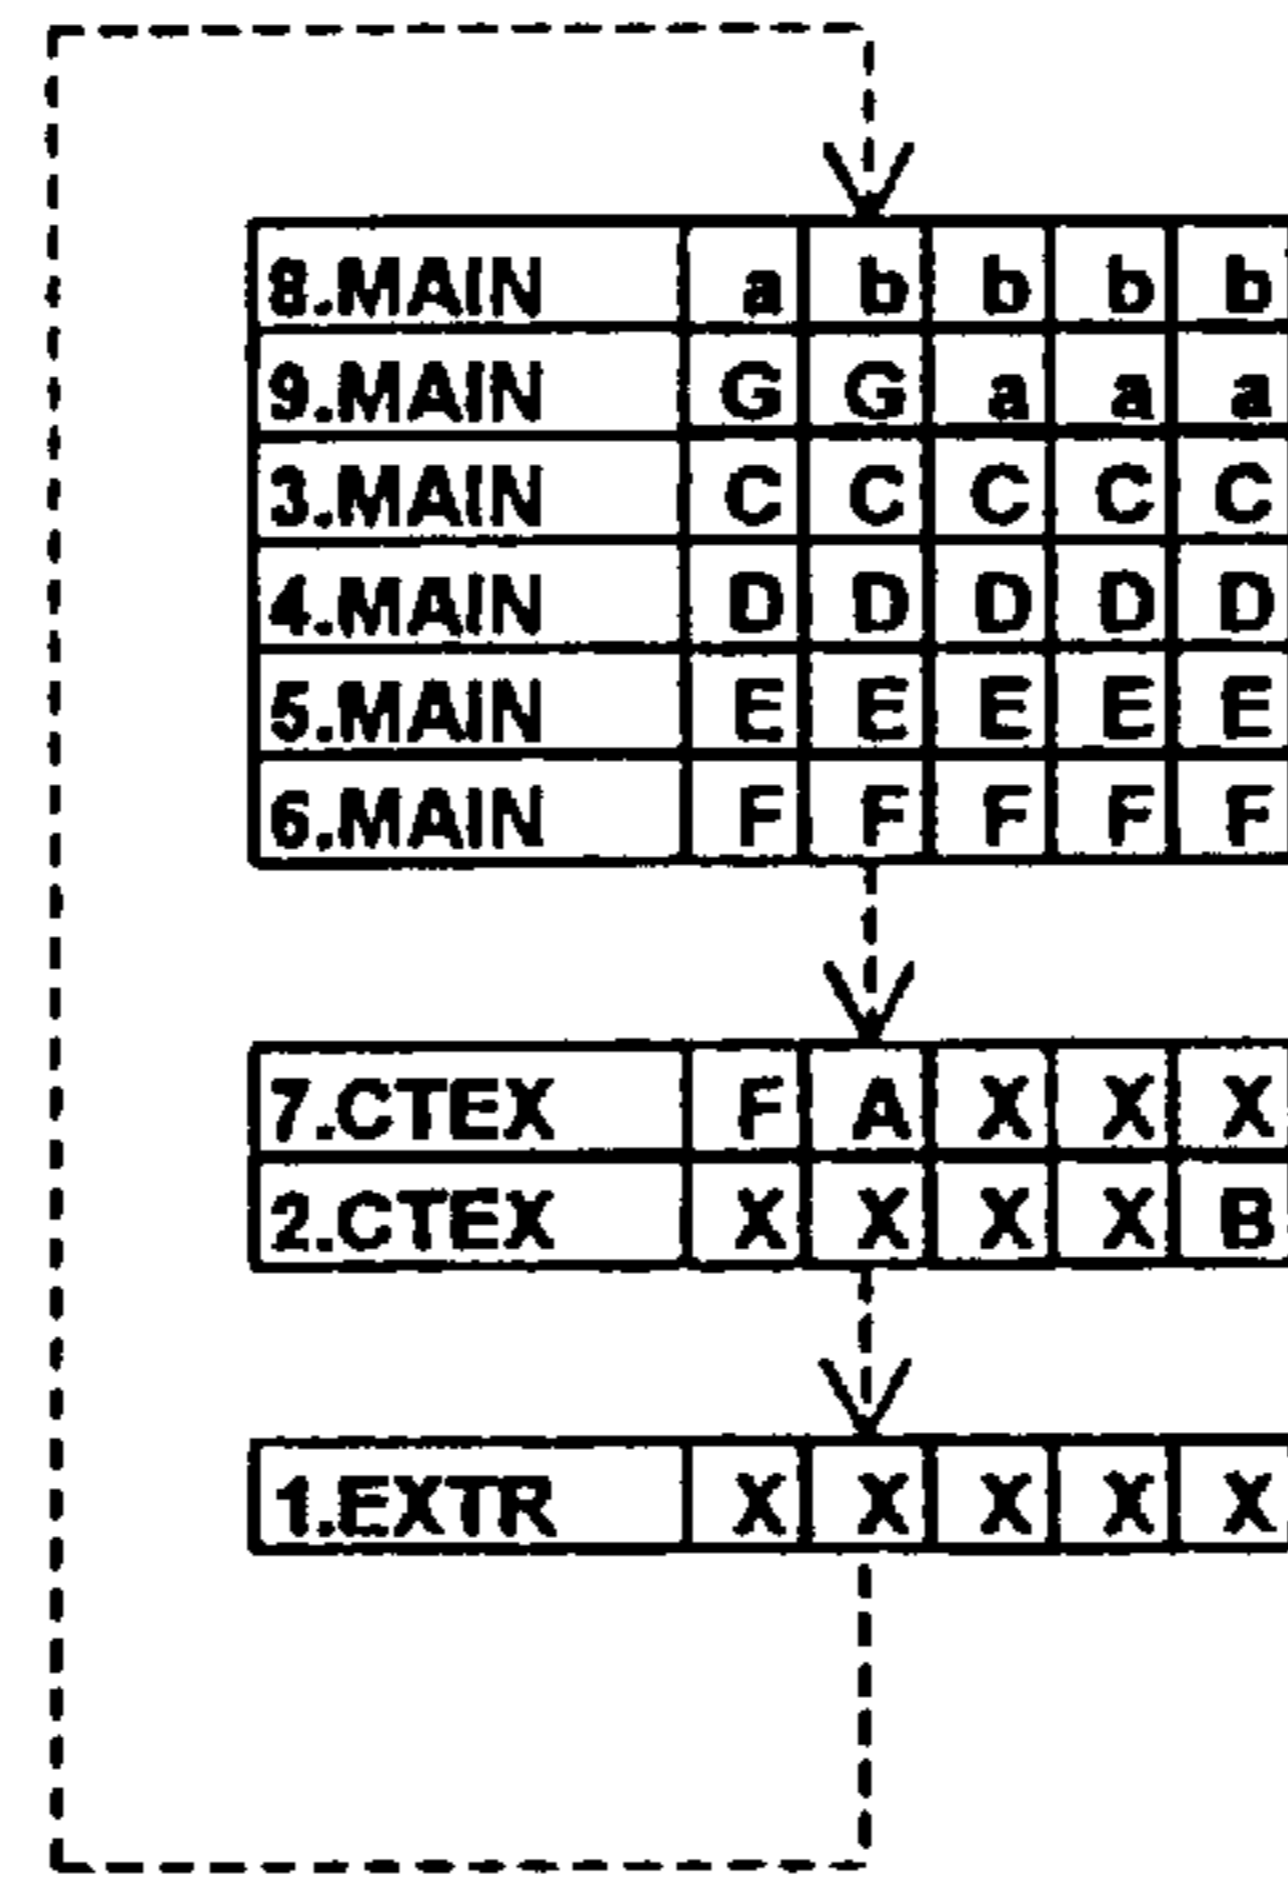 8.MAIN a b b b b
9.MAIN G G a a a
3.MAIN C C C C C
4.MAIN D D D D D
5.MAIN E E E E E
6.MAIN F F F F F
7.CTEX F A X X X
2.CTEX X X X X B
1.EXTR X X X X X